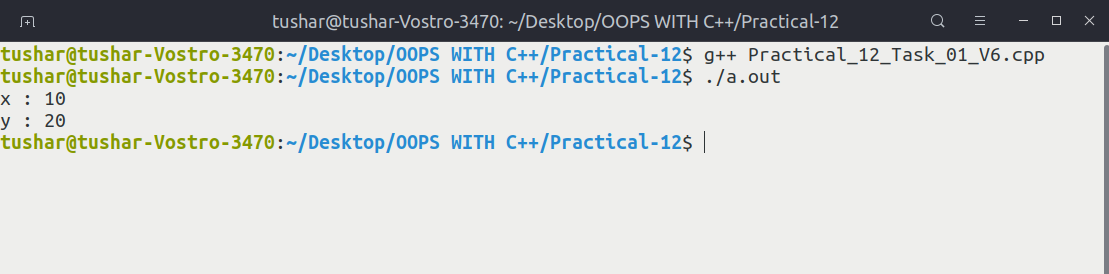 tushar@tushar-Vostro-3470: ~/Desktop/OOPS WITH C++/Practical-12
tushar@tushar-Vostro-3470:~/Desktop/OOPS WITH C++/Practical-12$ g++ Practical_12_Task_01_V6.cpp
tushar@tushar-Vostro-3470:~/Desktop/OOPS WITH C++/Practical-12$ ./a.out
x : 10
y : 20
tushar@tushar-Vostro-3470:~/Desktop/OOPS WITH C++/Practical-12$